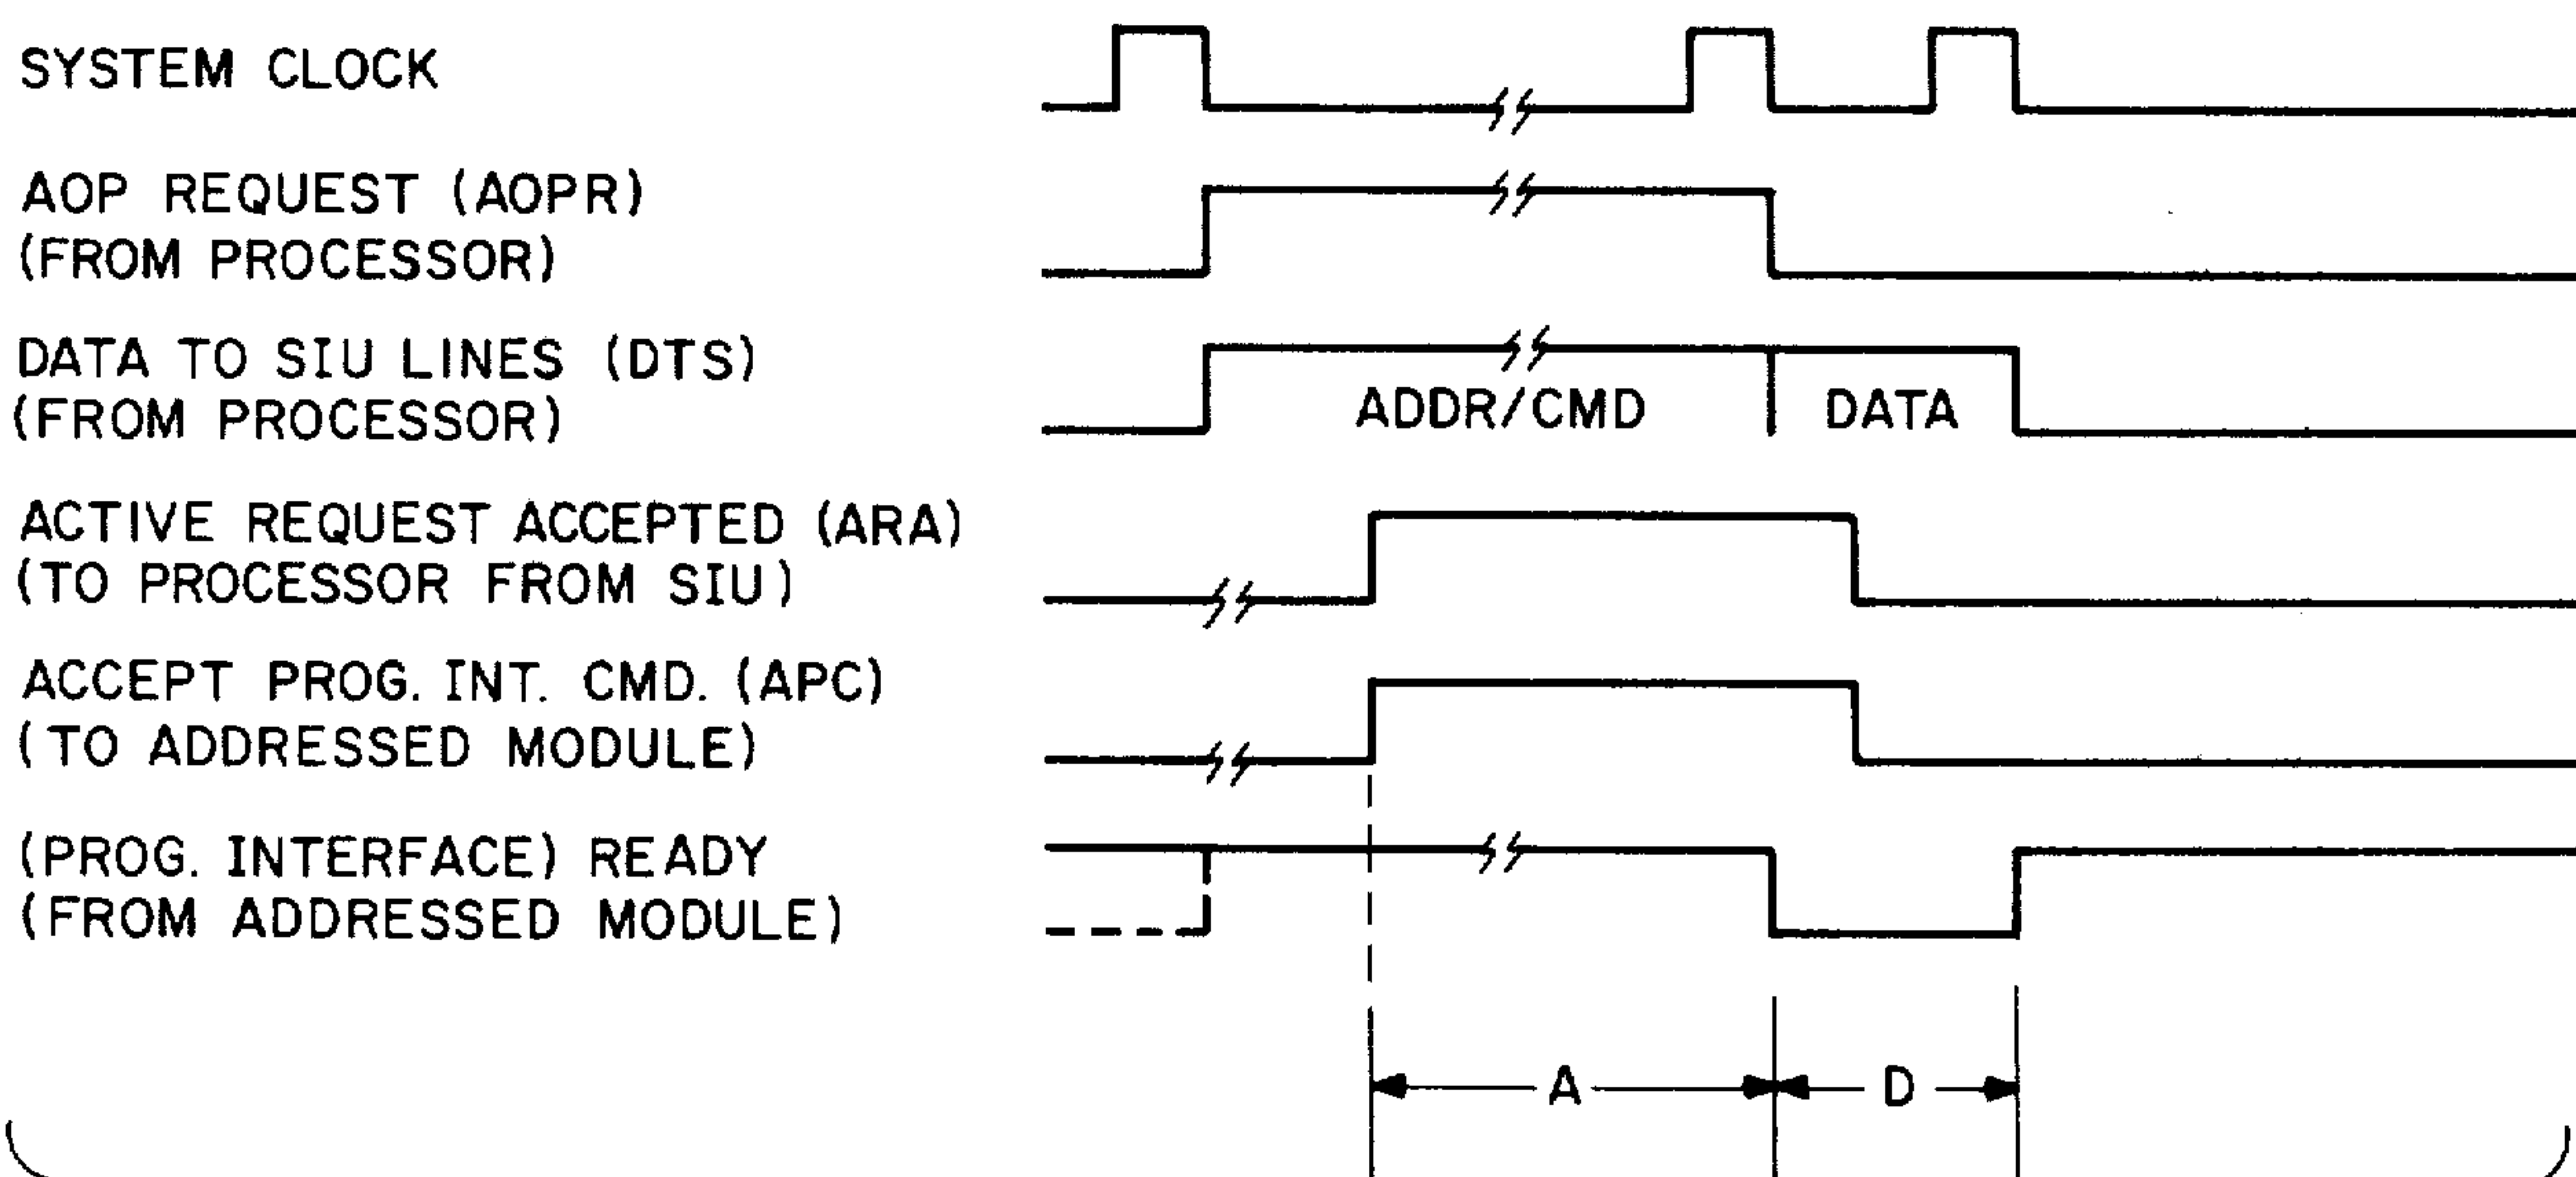 SYSTEM CLOCK
AOP REQUEST (AOPR)
(FROM PROCESSOR)
DATA TO SIU LINES (DTS)
(FROM PROCESSOR)
ADDR/CMD
DATA
ACTIVE REQUEST ACCEPTED (ARA)
(TO PROCESSOR FROM SIU)
ACCEPT PROG. INT. CMD. (APC)
(TO ADDRESSED MODULE)
(PROG. INTERFACE) READY
(FROM ADDRESSED MODULE)
A
D